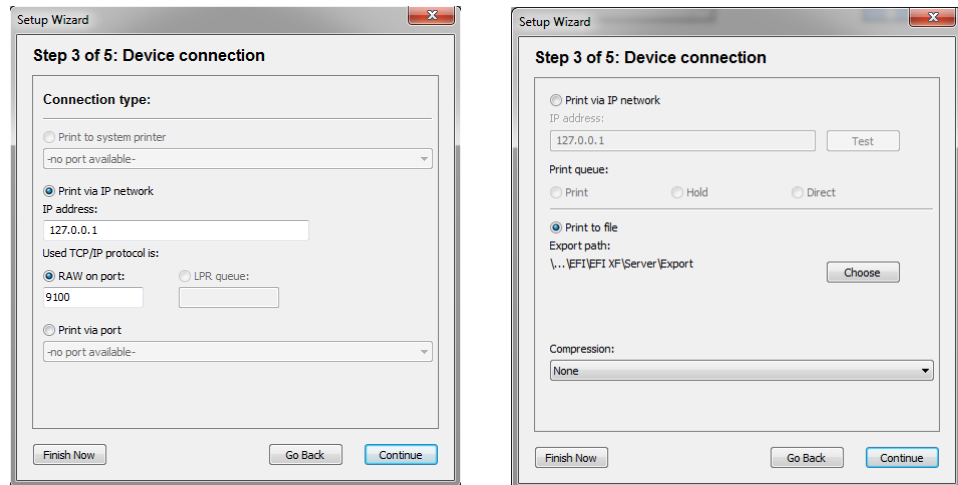 Setup Wizard
Step 3 of 5: Device connection
Connection type:
Print to system printer
-no port available-
Print via IP network
IP address:
127.0.0.1
Used TCP/IP protocol is:
RAW on port:
LPR queue:
9100
Print via port
-no port available-
Finish Now
Go Back
Continue
Setup Wizard
Step 3 of 5: Device connection
Print via IP network
IP address:
127.0.0.1
Test
Print queue:
Print
Hold
Direct
Print to file
Export path:
\...\EFI\EFI XF\Server\Export
Choose
Compression:
None
Finish Now
Go Back
Continue